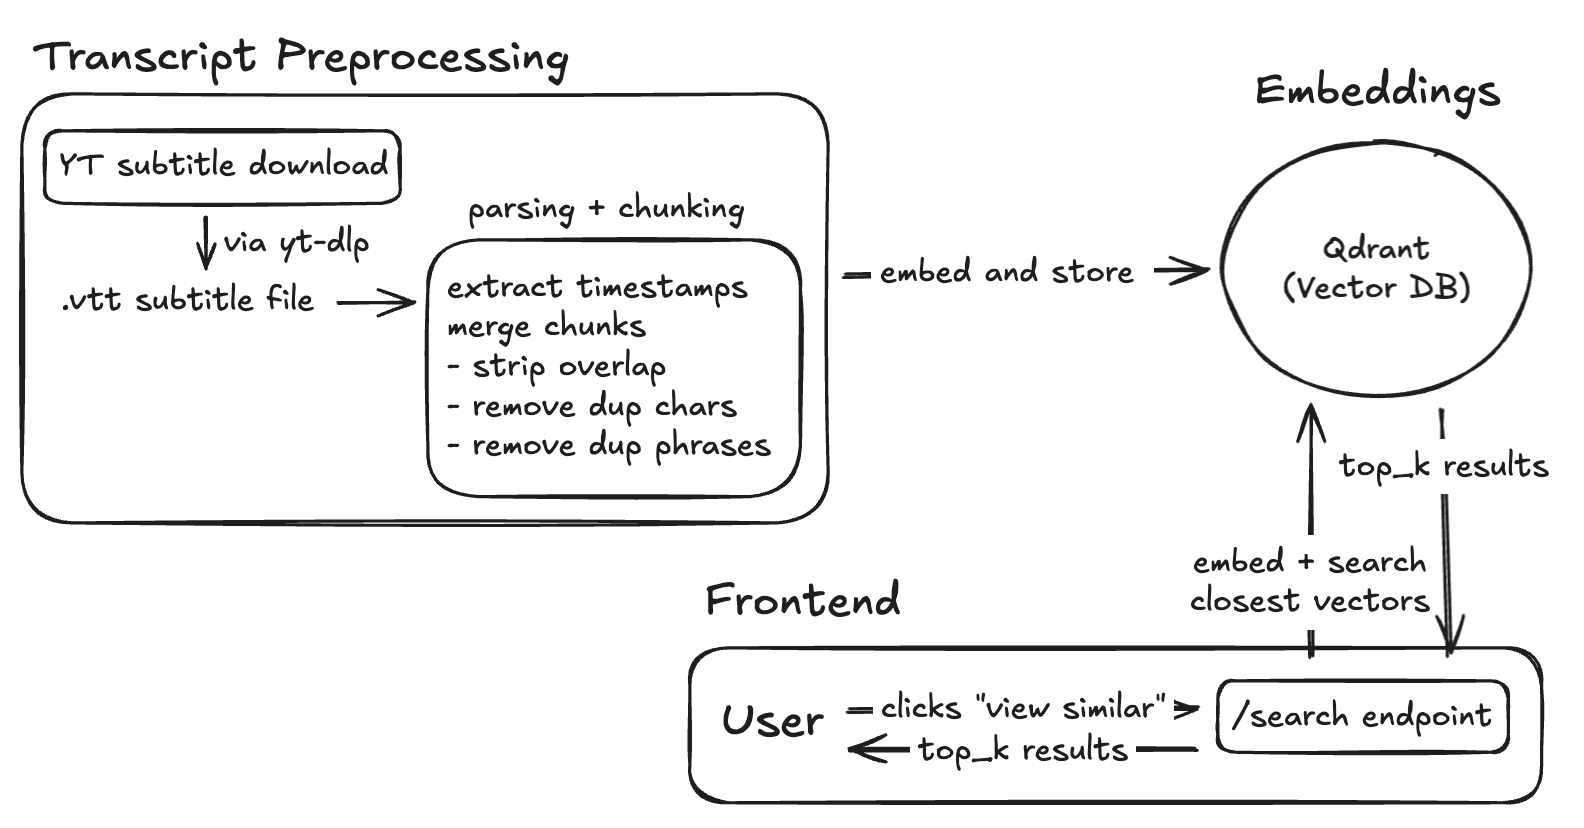 Transcript Preprocessing
YT subtitle download
via yt-dlp
.vtt subtitle file
parsing + chunking
extract timestamps
merge chunks
- strip overlap
- remove dup chars
- remove dup phrases
embed and store
Embeddings
Qdrant
(Vector DB)
top_k results
embed + search
closest vectors
Frontend
User
clicks "view similar"
top_k results
/search endpoint